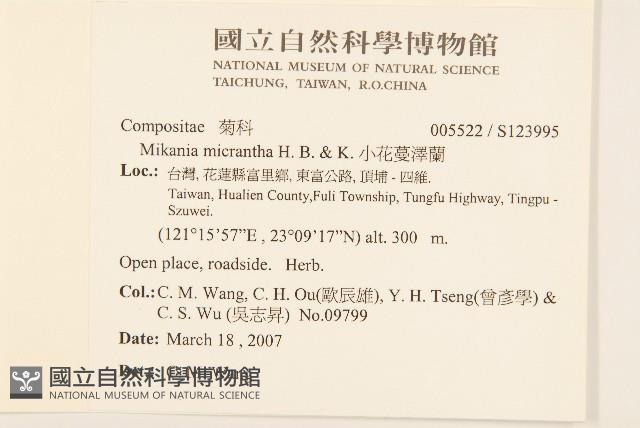 國立自然科學博物館
NATIONAL MUSEUM OF NATURAL SCIENCE
TAICHUNG, TAIWAN, R.O.CHINA
Compositae 菊科 005522 / S123995
Mikania micrantha H. B. & K. 小花蔓澤蘭
Loc.: 台灣, 花蓮縣富里鄉, 東富公路, 頂埔 - 四維.
Taiwan, Hualien County,Fuli Township, Tungfu Highway, Tingpu -
Szuwei.
(121°15'57"E , 23°09'17"N) alt. 300 m.
Open place, roadside. Herb.
Col.: C. M. Wang, C. H. Ou(歐辰雄), Y. H. Tseng(曾彥學) &
C. S. Wu (吳志昇) No.09799
Date: March 18 , 2007
國立自然科學博物館
NATIONAL MUSEUM OF NATURAL SCIENCE